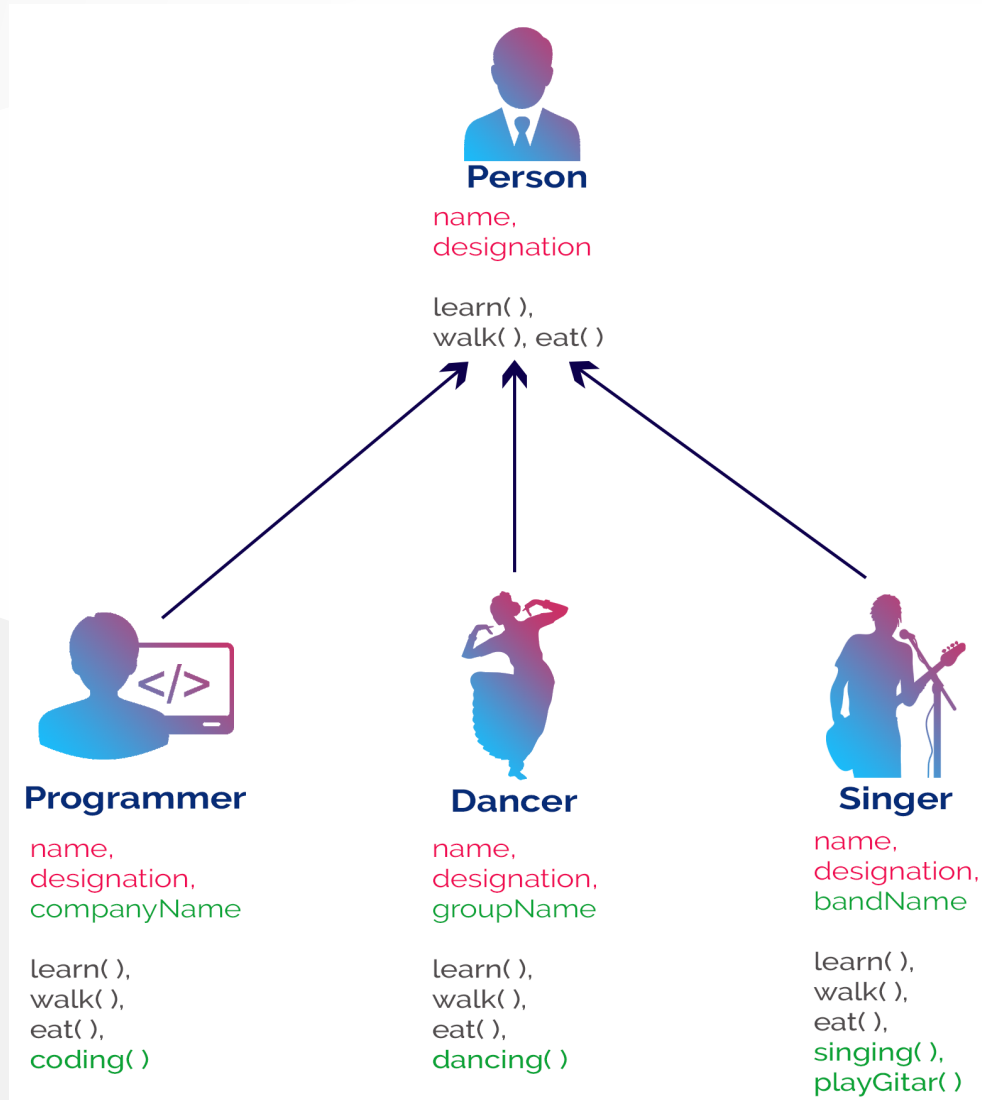 Person
name,
designation
learn( ),
walk( ), eat( )
</>
Programmer
name,
designation,
companyName
learn( ),
walk( ),
eat( ),
coding( )
Dancer
name,
designation,
groupName
learn( ),
walk( ),
eat( ),
dancing( )
Singer
name,
designation,
bandName
learn( ),
walk( ),
eat( ),
singing( ),
playGitar( )